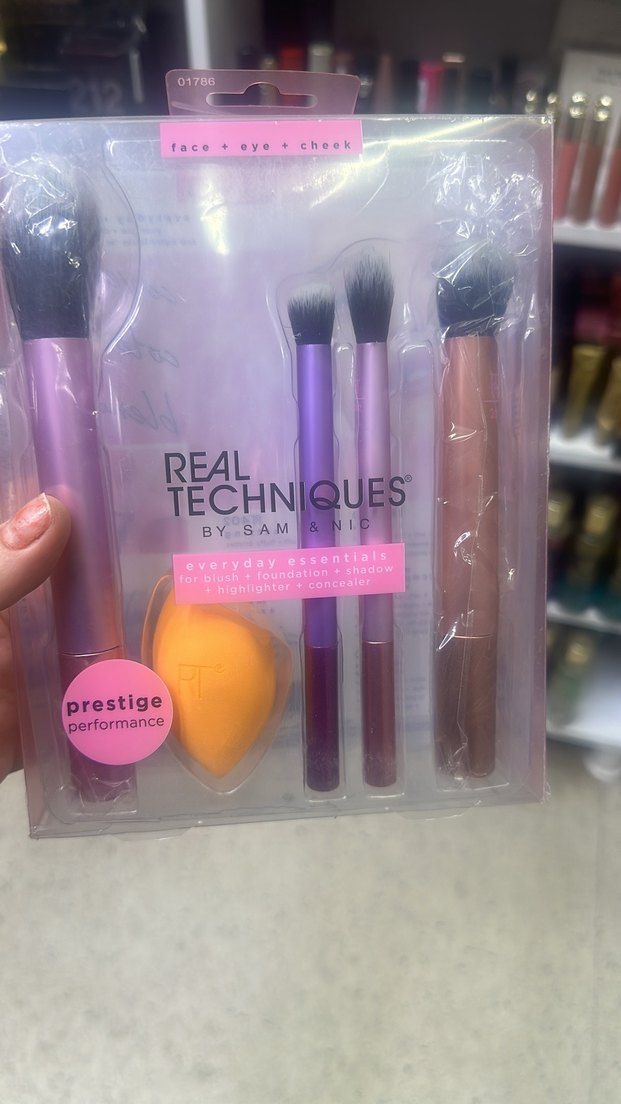 212
01786
face + eye + cheek
REAL
TECHNIQUES®
BY SAM & NIC
everyday essentials
for blush + foundation + shadow
+ highlighter + concealer
RT
prestige
performance